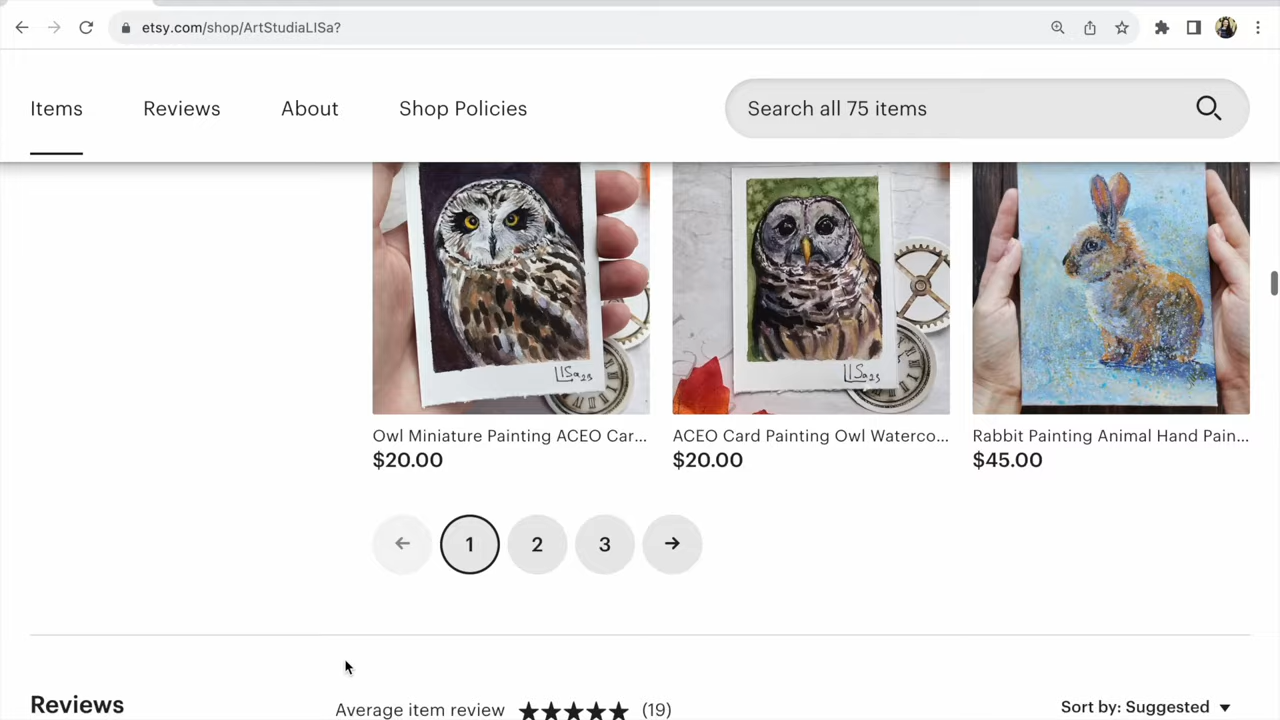 etsy.com/shop/ArtStudiaLISa?
Items
Reviews
About
Shop Policies
Search all 75 items
LISa23
LISa23
Owl Miniature Painting ACEO Car...
$20.00
ACEO Card Painting Owl Waterco...
$20.00
Rabbit Painting Animal Hand Pain...
$45.00
1
2
3
Reviews
Average item review
(19)
Sort by: Suggested